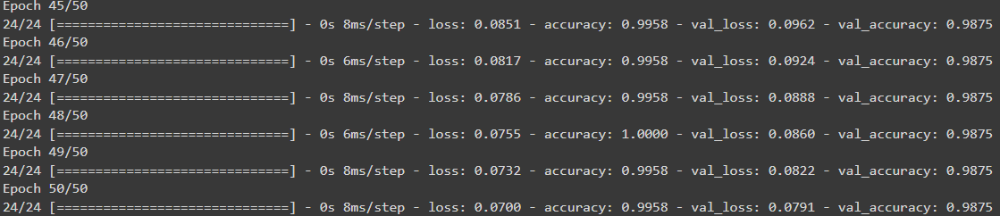 Epoch 45/50
24/24 [==============================] - 0s 8ms/step - loss: 0.0851 - accuracy: 0.9958 - val_loss: 0.0962 - val_accuracy: 0.9875
Epoch 46/50
24/24 [==============================] - 0s 6ms/step - loss: 0.0817 - accuracy: 0.9958 - val_loss: 0.0924 - val_accuracy: 0.9875
Epoch 47/50
24/24 [==============================] - 0s 8ms/step - loss: 0.0786 - accuracy: 0.9958 - val_loss: 0.0888 - val_accuracy: 0.9875
Epoch 48/50
24/24 [==============================] - 0s 6ms/step - loss: 0.0755 - accuracy: 1.0000 - val_loss: 0.0860 - val_accuracy: 0.9875
Epoch 49/50
24/24 [==============================] - 0s 8ms/step - loss: 0.0732 - accuracy: 0.9958 - val_loss: 0.0822 - val_accuracy: 0.9875
Epoch 50/50
24/24 [==============================] - 0s 8ms/step - loss: 0.0700 - accuracy: 0.9958 - val_loss: 0.0791 - val_accuracy: 0.9875